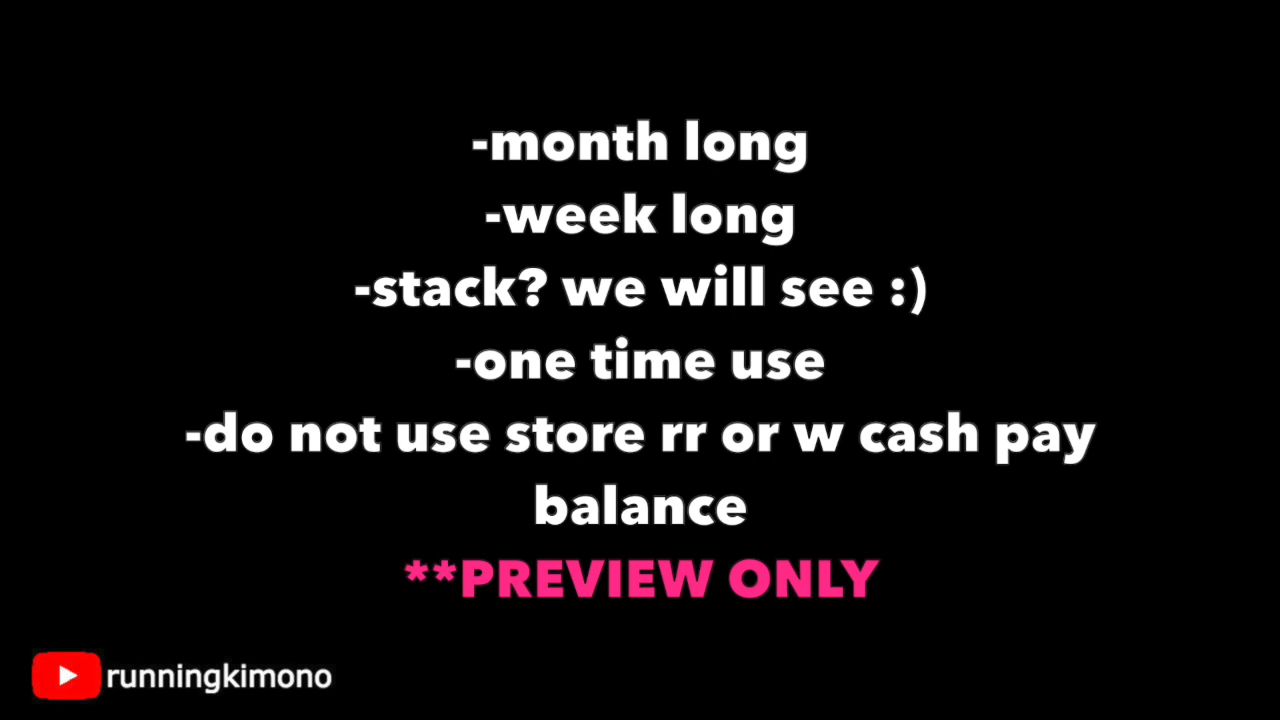 -month long
-week long
-stack? we will see :)
-one time use
-do not use store rr or w cash pay
balance
**PREVIEW ONLY
runningkimono